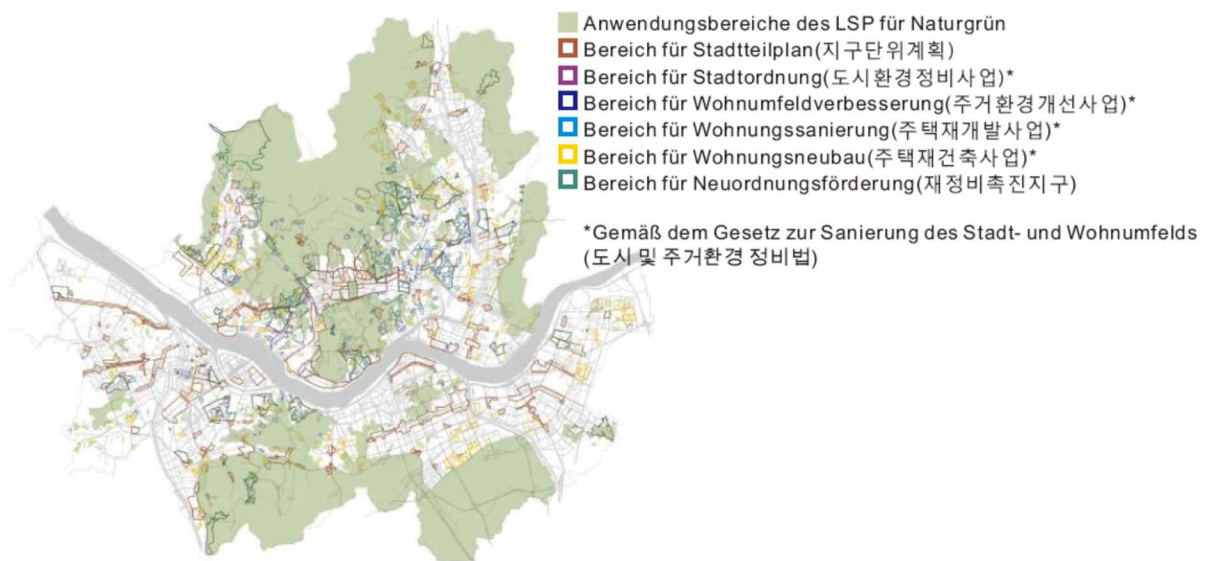 Anwendungsbereiche des LSP für Naturgrün
Bereich für Stadtteilplan(지구단위계획)
Bereich für Stadtordnung(도시환경정비사업)*
Bereich für Wohnumfeldverbesserung(주거환경개선사업)*
Bereich für Wohnungssanierung(주택재개발사업)*
Bereich für Wohnungsneubau(주택재건축사업)*
Bereich für Neuordnungsförderung(재정비촉진지구)
*Gemäß dem Gesetz zur Sanierung des Stadt- und Wohnumfelds
(도시 및 주거환경 정비법)